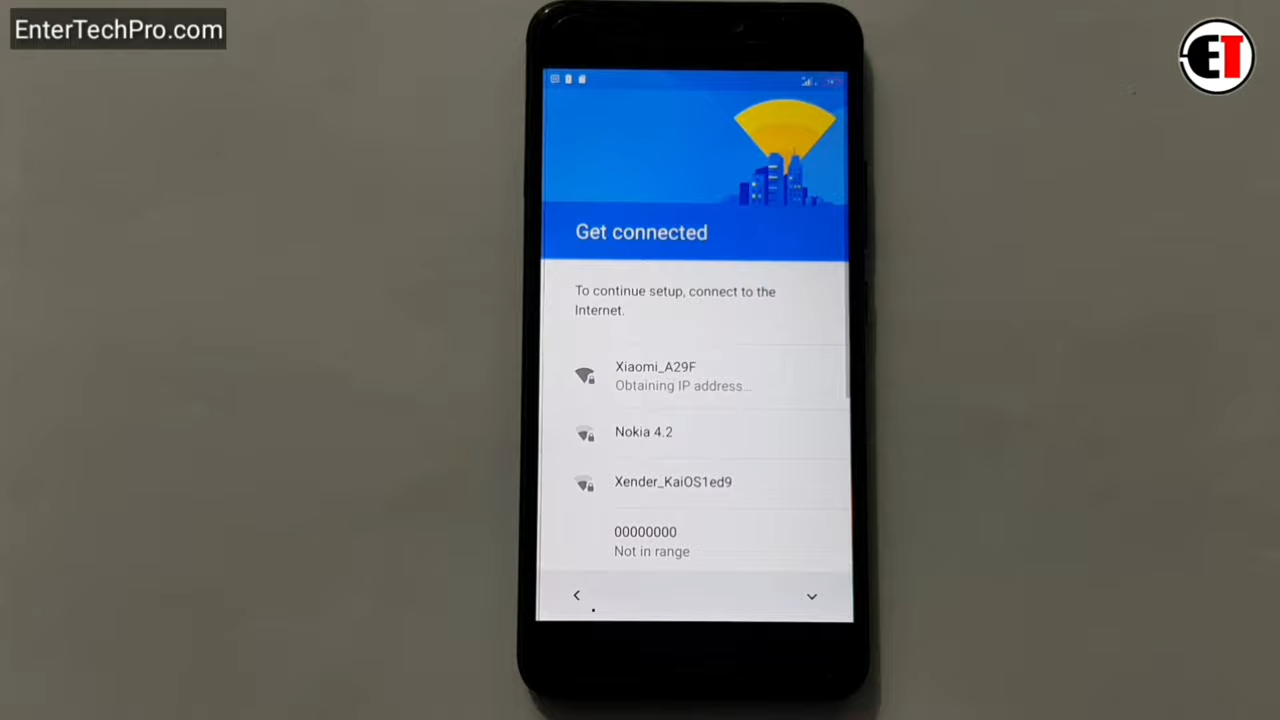 EnterTechPro.com
ET
Get connected
To continue setup, connect to the
Internet.
Xiaomi_A29F
Obtaining IP address...
Nokia 4.2
Xender_KaiOS1ed9
00000000
Not in range